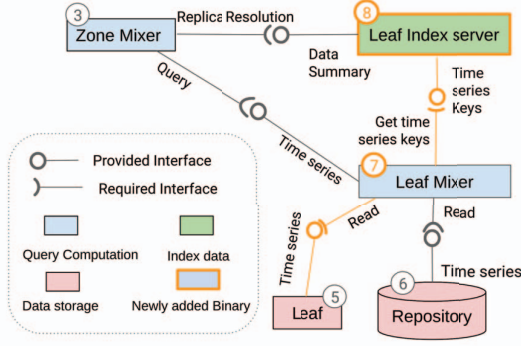 3
Zone Mixer
Replica Resolution
8
Leaf Index server
Data
Summary
Time
series
Keys
Query
Get time
series keys
Time series
7
Leaf Mixer
Provided Interface
Required Interface
Query Computation
Index data
Data storage
Newly added Binary
Read
Read
Time series
Time series
5
Leaf
6
Repository